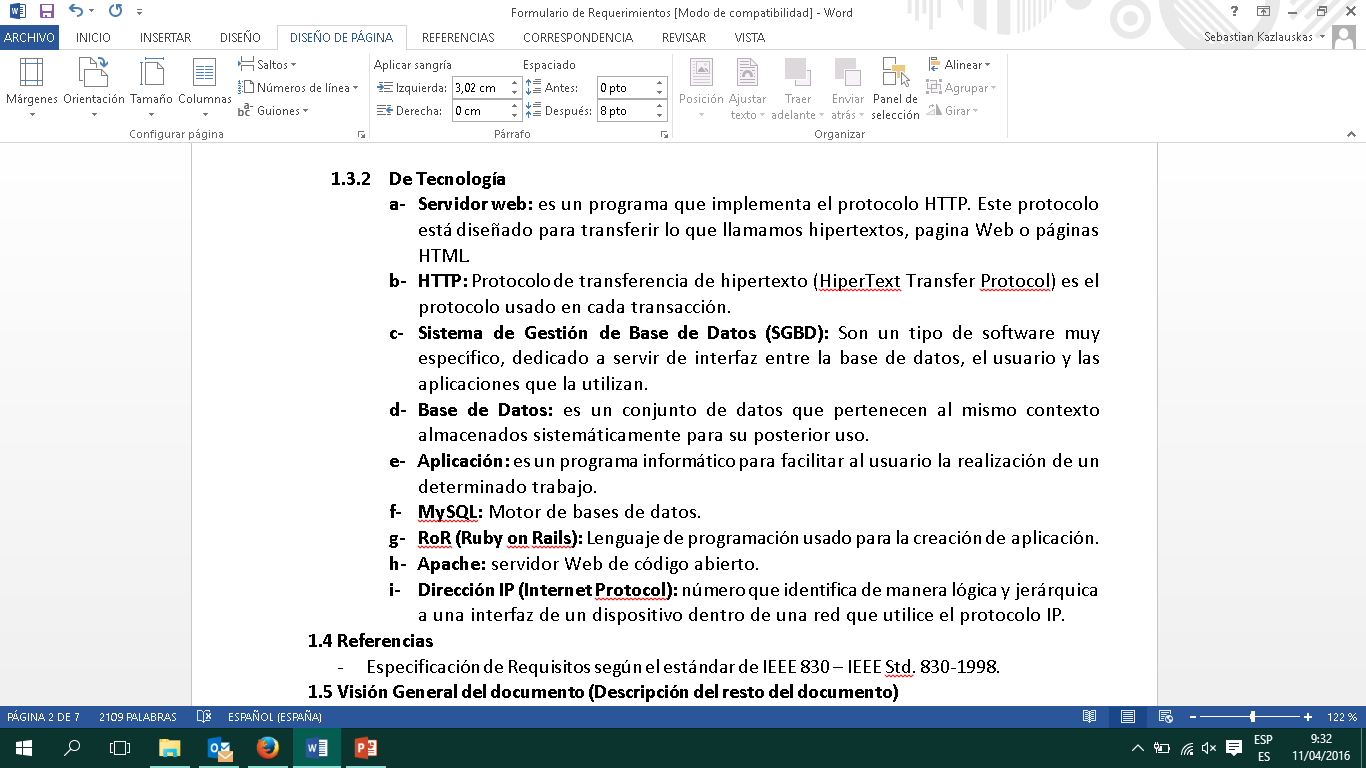 Formulario de Requerimientos [Modo de compatibilidad] - Word
ARCHIVO INICIO INSERTAR DISEÑO DISEÑO DE PÁGINA REFERENCIAS CORRESPONDENCIA REVISAR VISTA Sebastian Kazlauskas
Márgenes Orientación Tamaño Columnas
Saltos
Números de línea
Guiones
Configurar página
Aplicar sangría Espaciado
Izquierda: 3,02 cm Antes: 0 pto
Derecha: 0 cm Después: 8 pto
Párrafo
Posición Ajustar texto Traer adelante Enviar atrás Panel de selección
Alinear
Agrupar
Girar
Organizar
1.3.2 De Tecnología
a- Servidor web: es un programa que implementa el protocolo HTTP. Este protocolo
está diseñado para transferir lo que llamamos hipertextos, pagina Web o páginas
HTML.
b- HTTP: Protocolo de transferencia de hipertexto (HiperText Transfer Protocol) es el
protocolo usado en cada transacción.
c- Sistema de Gestión de Base de Datos (SGBD): Son un tipo de software muy
específico, dedicado a servir de interfaz entre la base de datos, el usuario y las
aplicaciones que la utilizan.
d- Base de Datos: es un conjunto de datos que pertenecen al mismo contexto
almacenados sistemáticamente para su posterior uso.
e- Aplicación: es un programa informático para facilitar al usuario la realización de un
determinado trabajo.
f- MySQL: Motor de bases de datos.
g- RoR (Ruby on Rails): Lenguaje de programación usado para la creación de aplicación.
h- Apache: servidor Web de código abierto.
i- Dirección IP (Internet Protocol): número que identifica de manera lógica y jerárquica
a una interfaz de un dispositivo dentro de una red que utilice el protocolo IP.
1.4 Referencias
- Especificación de Requisitos según el estándar de IEEE 830 – IEEE Std. 830-1998.
1.5 Visión General del documento (Descripción del resto del documento)
PÁGINA 2 DE 7 2109 PALABRAS ESPAÑOL (ESPAÑA) 122 %
ESP 9:32
ES 11/04/2016